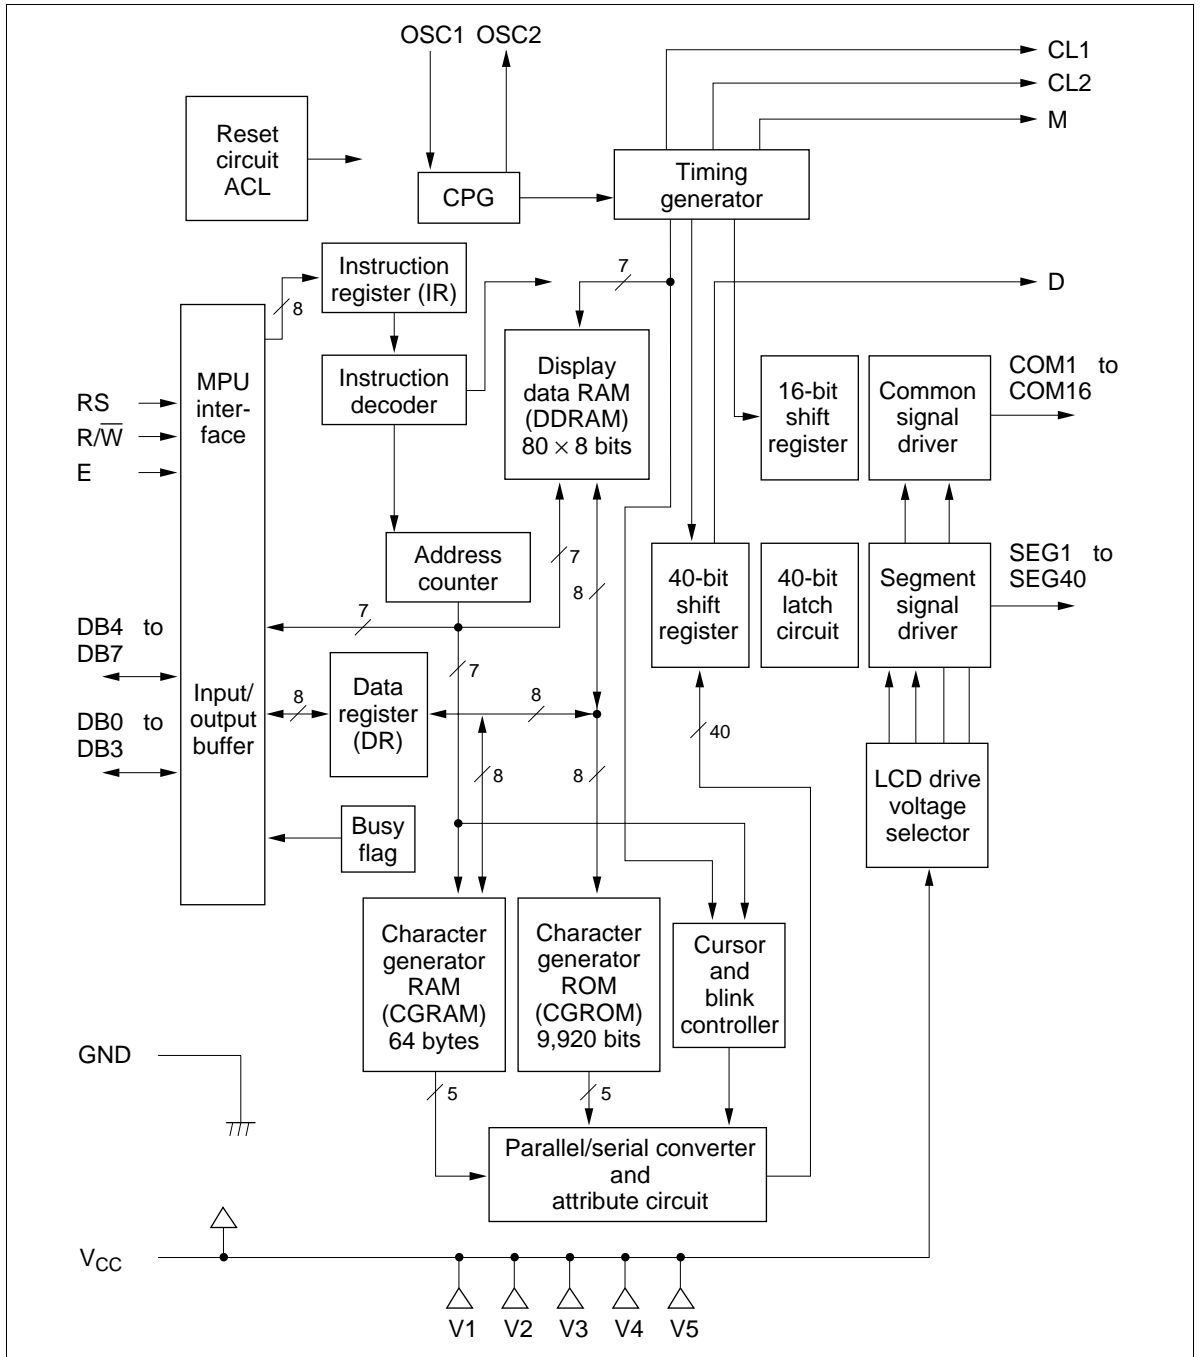 OSC1 OSC2
CL1
CL2
M
Reset
circuit
ACL
CPG
Timing
generator
Instruction
register (IR)
8
7
D
MPU
inter-
face
Instruction
decoder
Display
data RAM
(DDRAM)
80 × 8 bits
16-bit
shift
register
Common
signal
driver
COM1 to
COM16
RS
R/W̅
E
Address
counter
7
8
40-bit
shift
register
40-bit
latch
circuit
Segment
signal
driver
SEG1 to
SEG40
DB4 to
DB7
7
7
Input/
output
buffer
8
Data
register
(DR)
8
DB0 to
DB3
8
8
40
LCD drive
voltage
selector
Busy
flag
Character
generator
RAM
(CGRAM)
64 bytes
Character
generator
ROM
(CGROM)
9,920 bits
Cursor
and
blink
controller
GND
5
5
Parallel/serial converter
and
attribute circuit
VCC
V1 V2 V3 V4 V5